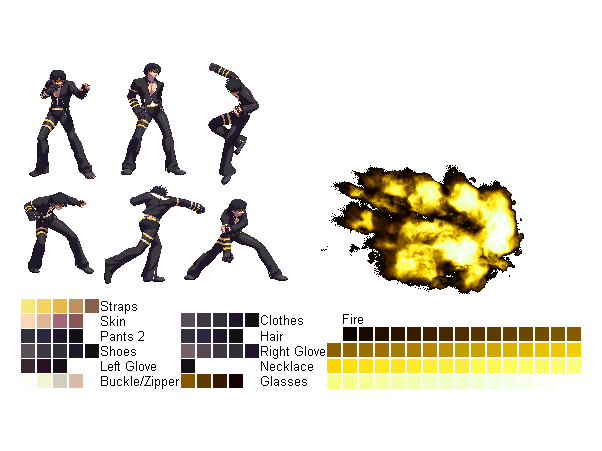 Straps
Skin
Pants 2
Shoes
Left Glove
Buckle/Zipper
Clothes
Hair
Right Glove
Necklace
Glasses
Fire